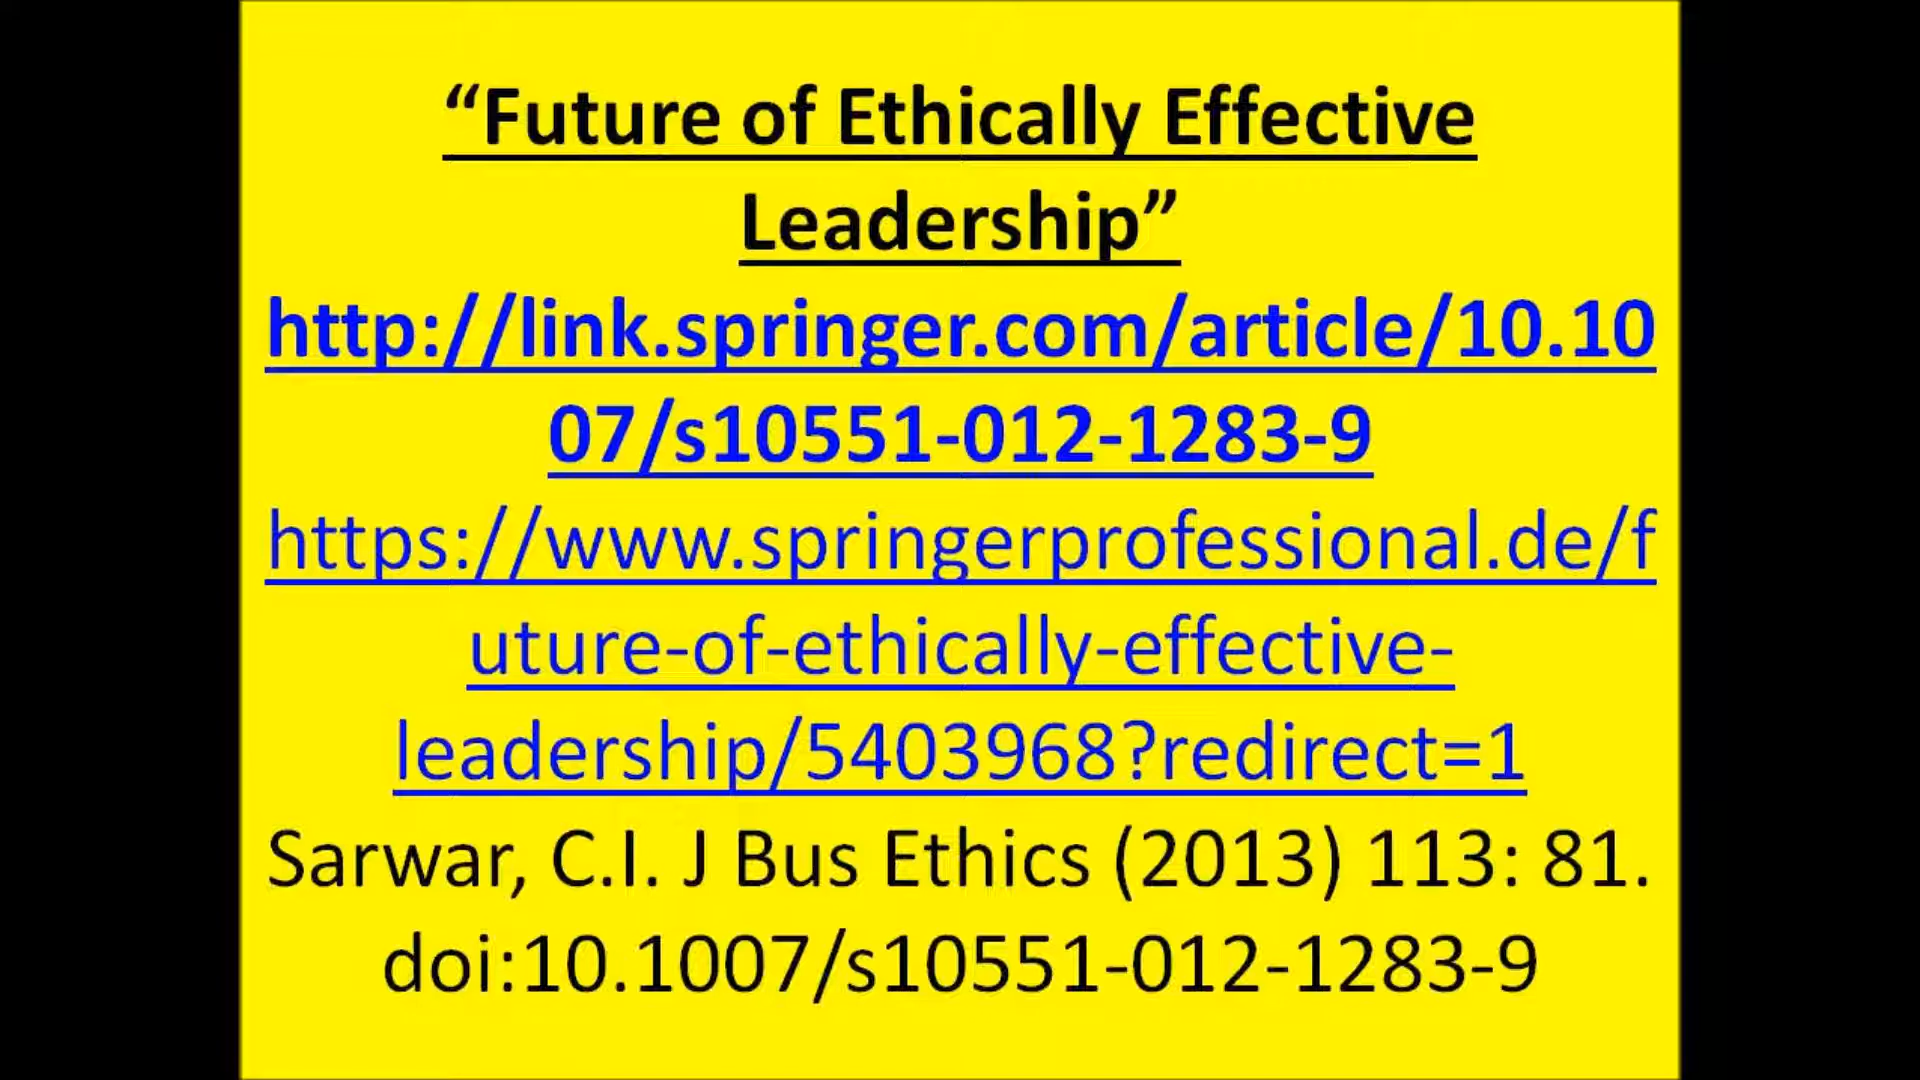 “Future of Ethically Effective
Leadership”
http://link.springer.com/article/10.10
07/s10551-012-1283-9
https://www.springerprofessional.de/f
uture-of-ethically-effective-
leadership/5403968?redirect=1
Sarwar, C.I. J Bus Ethics (2013) 113: 81.
doi:10.1007/s10551-012-1283-9